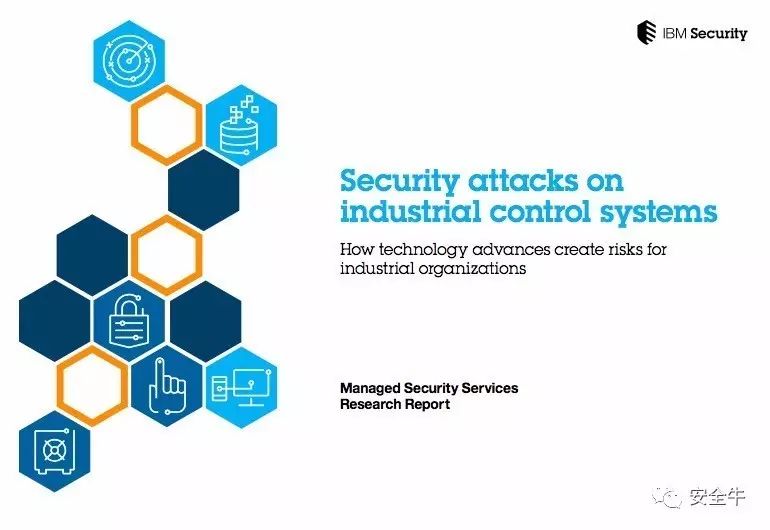 IBM Security
Security attacks on
industrial control systems
How technology advances create risks for
industrial organizations
Managed Security Services
Research Report
安全牛